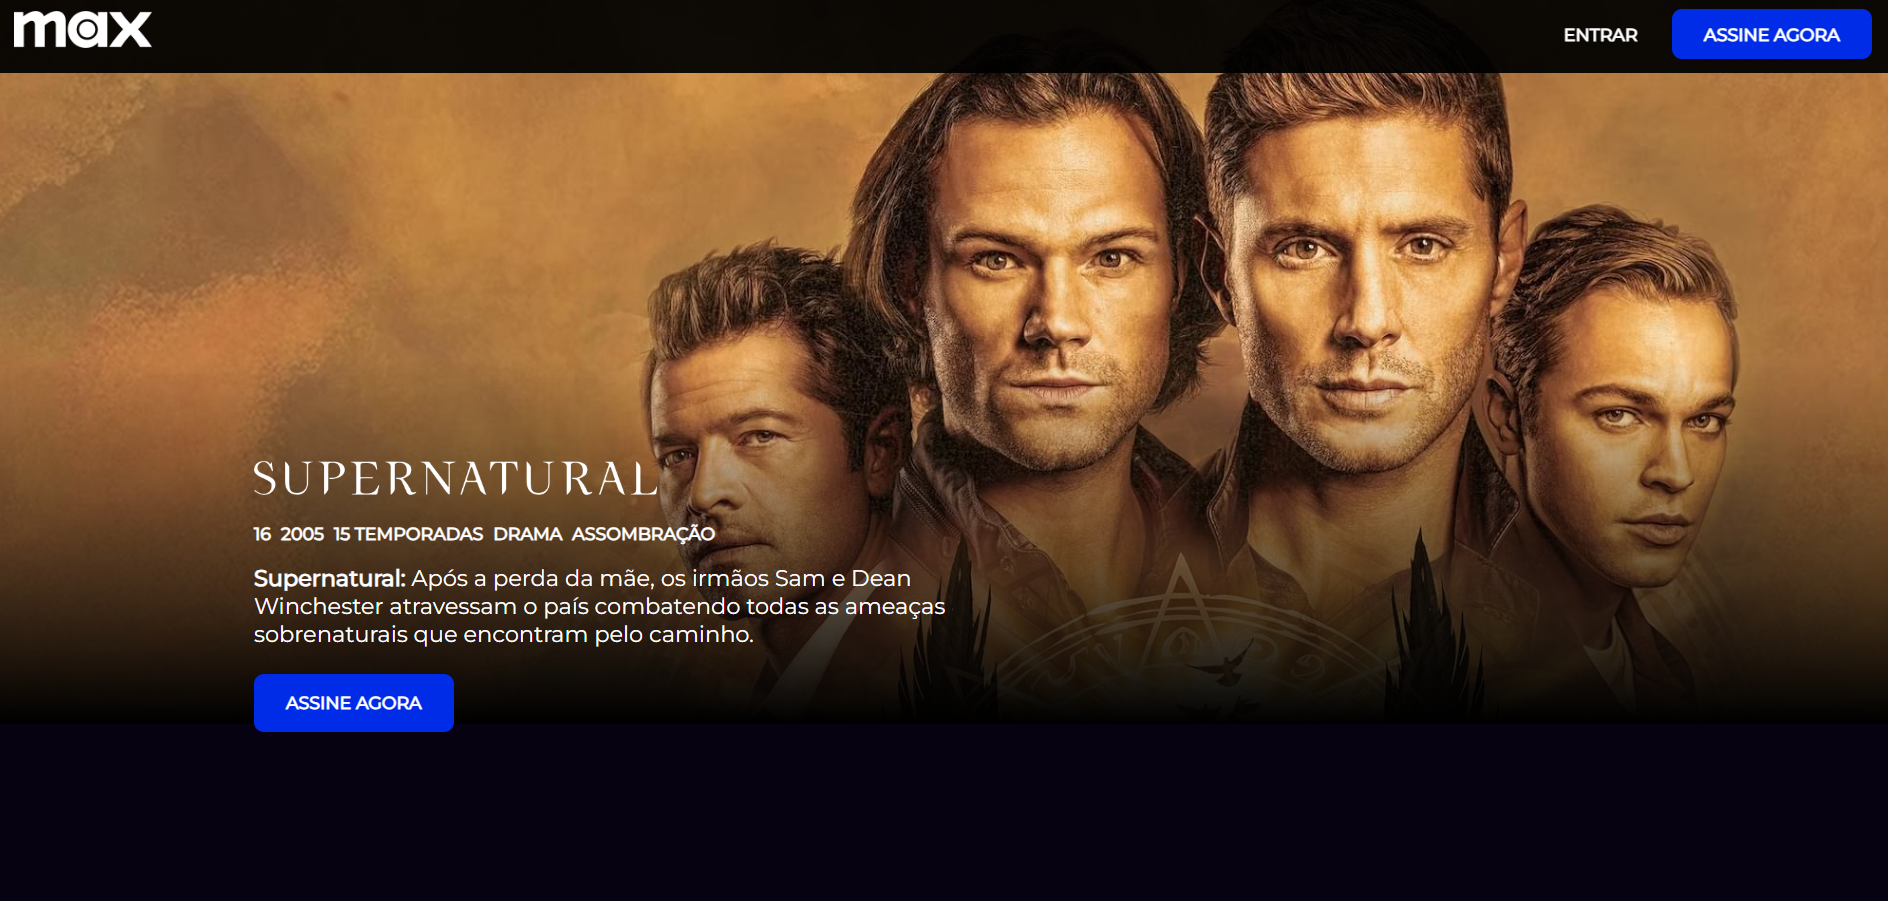 max
ENTRAR
ASSINE AGORA
SUPERNATURAL
16 2005 15 TEMPORADAS DRAMA ASSOMBRAÇÃO
Supernatural: Após a perda da mãe, os irmãos Sam e Dean
Winchester atravessam o país combatendo todas as ameaças
sobrenaturais que encontram pelo caminho.
ASSINE AGORA